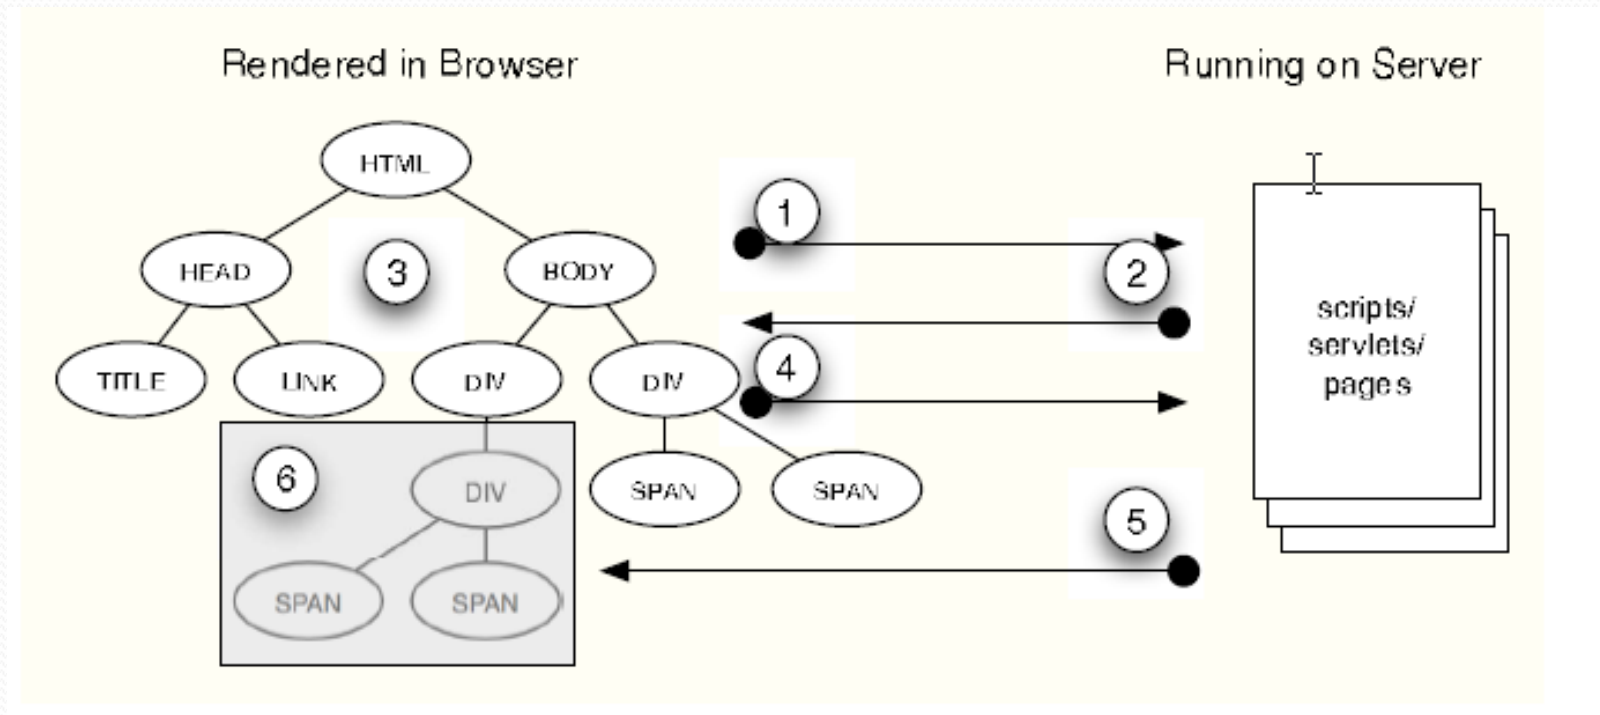 Rendered in Browser
Running on Server
HTML
1
HEAD
3
BODY
2
scripts/
servlets/
pages
TITLE
LINK
DIV
DIV
4
6
DIV
SPAN
SPAN
5
SPAN
SPAN